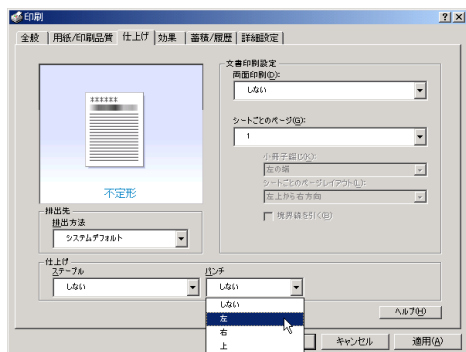 印刷
全般 用紙/印刷品質 仕上げ 効果 蓄積/履歴 詳細設定
不定形
排出先
排出方法
システムデフォルト
文書印刷設定
両面印刷(D):
しない
シートごとのページ(G):
1
小冊子綴じ(K):
左の端
シートごとのページレイアウト(L):
左上から右方向
境界線を引く(B)
仕上げ
ステープル
しない
パンチ
しない
しない
左
右
上
ヘルプ(H)
キャンセル 適用(A)